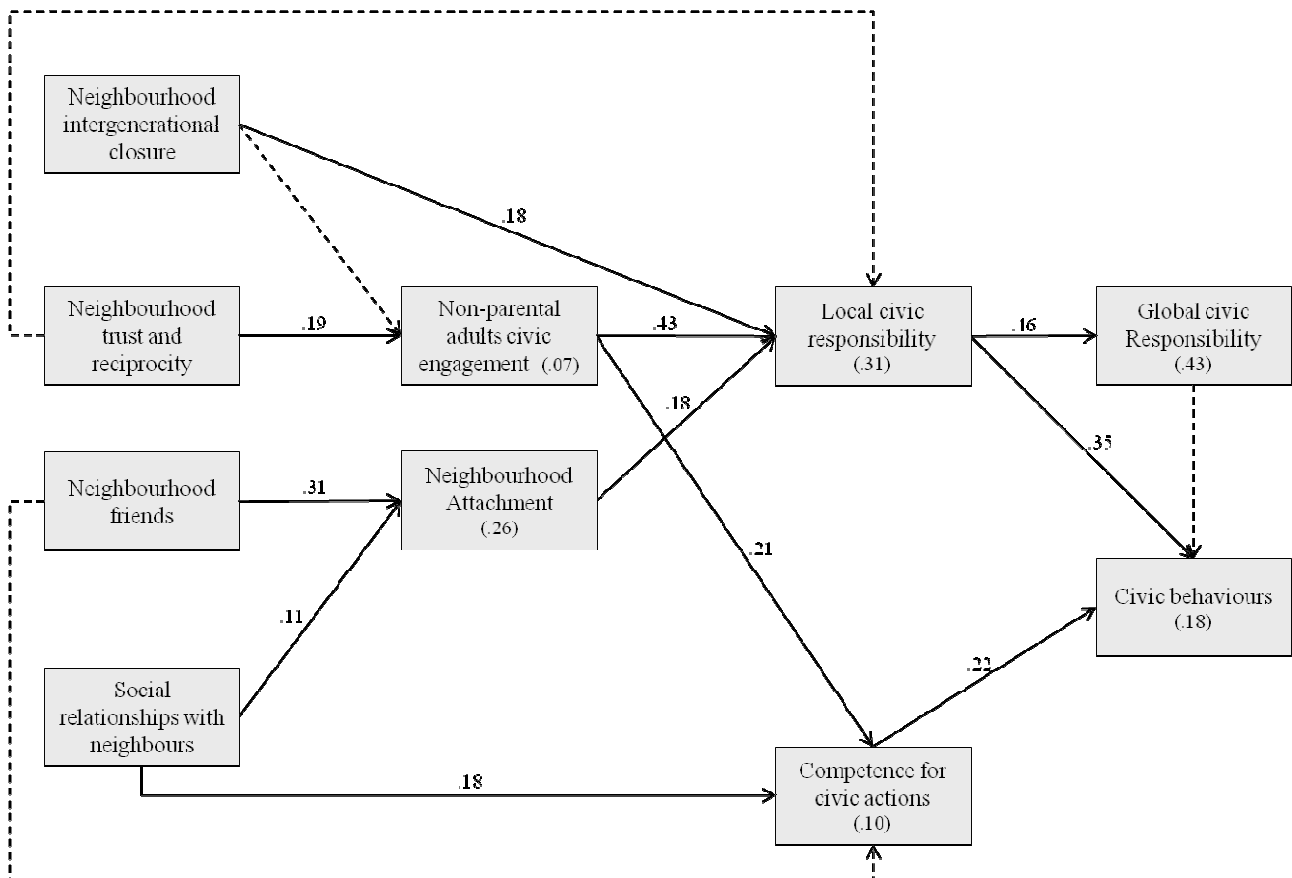 Neighbourhood
intergenerational
closure
.18
Neighbourhood
trust and
reciprocity
.19
Non-parental
adults civic
engagement (.07)
.43
Local civic
responsibility
(.31)
.16
Global civic
Responsibility
(.43)
.18
.35
Neighbourhood
friends
.31
Neighbourhood
Attachment
(.26)
.21
.11
Civic behaviours
(.18)
.22
Social
relationships with
neighbours
.18
Competence for
civic actions
(.10)